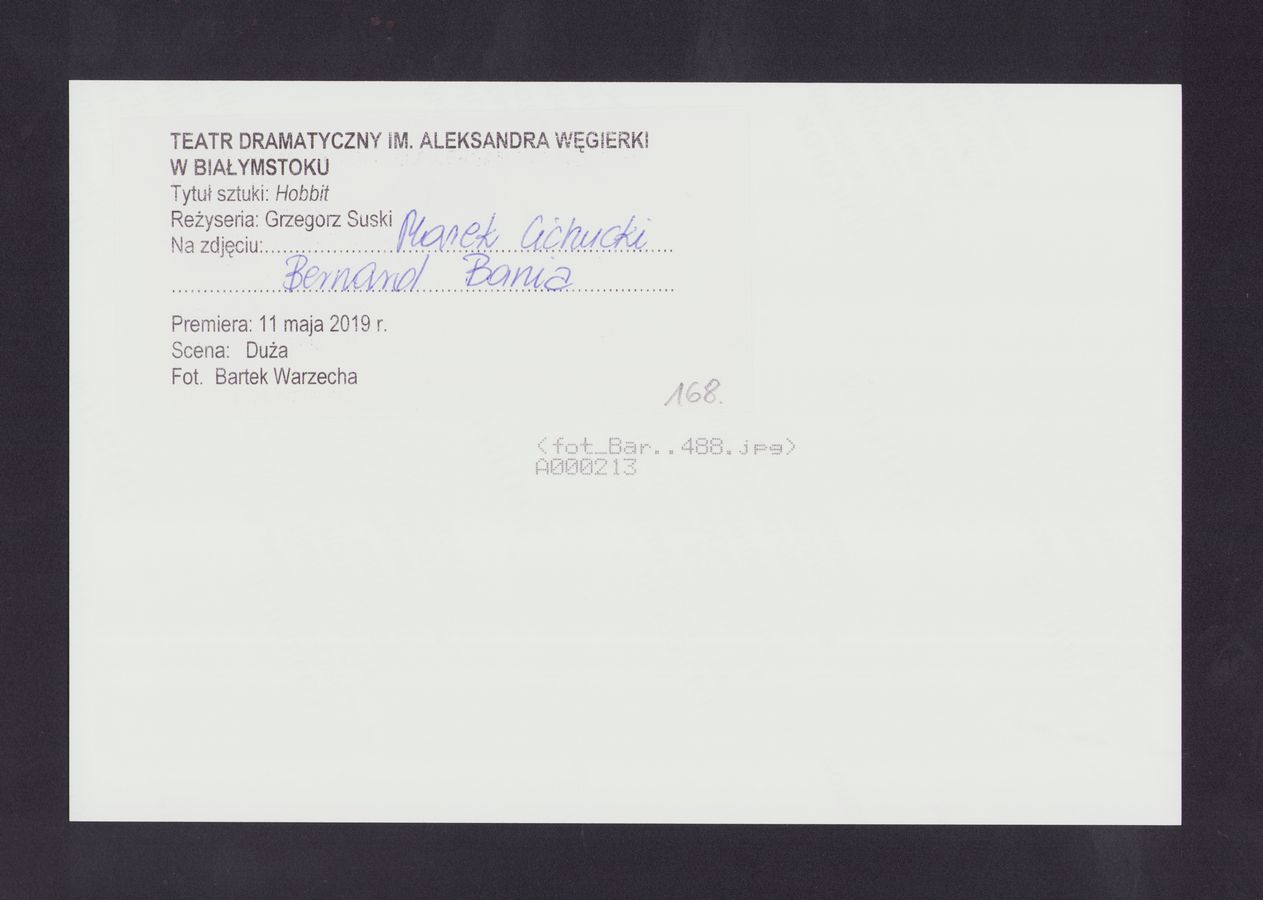 TEATR DRAMATYCZNY IM. ALEKSANDRA WĘGIERKI
W BIAŁYMSTOKU
Tytuł sztuki: Hobbit
Reżyseria: Grzegorz Suski
Na zdjęciu:................Marek Cichucki....
....................Bernard Bania....................
Premiera: 11 maja 2019 r.
Scena: Duża
Fot. Bartek Warzecha
168.
<fot_Bar..488.jpg>
A000213